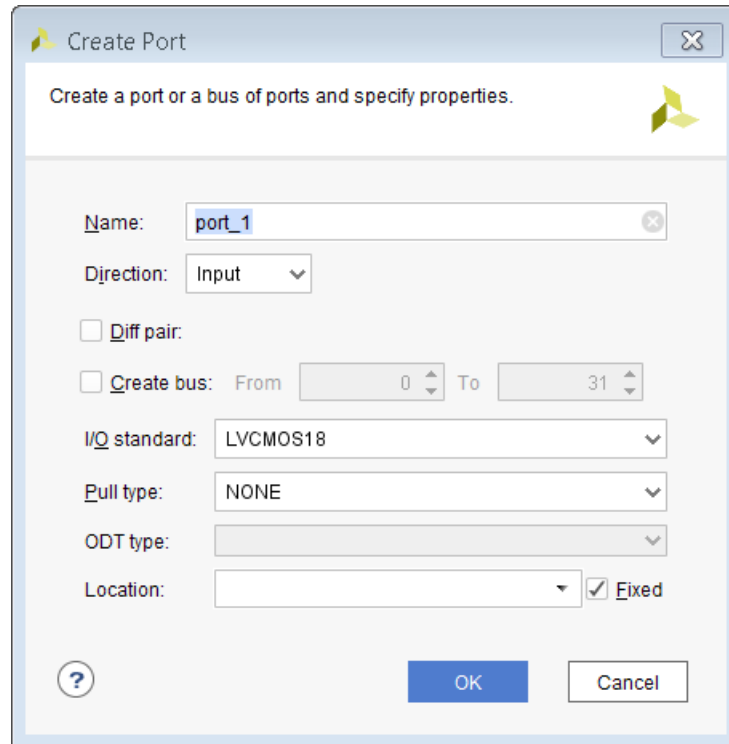 Create Port
Create a port or a bus of ports and specify properties.
Name: port_1
Direction: Input
Diff pair:
Create bus: From 0 To 31
I/O standard: LVCMOS18
Pull type: NONE
ODT type:
Location: Fixed
? OK Cancel